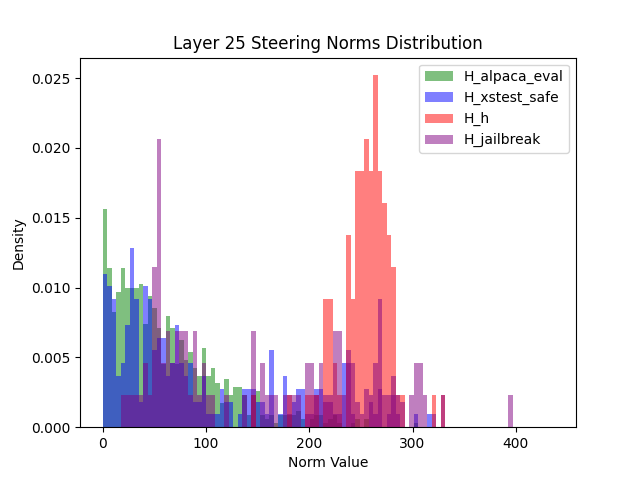 Layer 25 Steering Norms Distribution
H_alpaca_eval
H_xstest_safe
H_h
H_jailbreak
0.025
0.020
0.015
0.010
0.005
0.000
Density
0
100
200
300
400
Norm Value